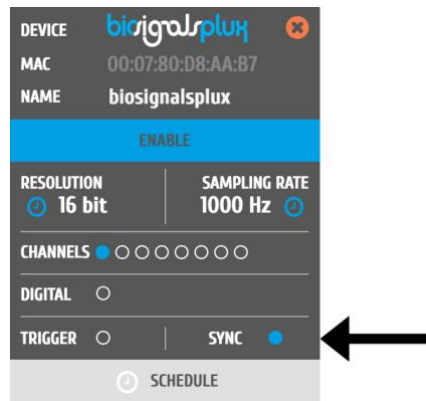 DEVICE biosignalsplux
MAC 00:07:80:D8:AA:B7
NAME biosignalsplux
ENABLE
RESOLUTION SAMPLING RATE
16 bit 1000 Hz
CHANNELS
DIGITAL
TRIGGER SYNC
SCHEDULE